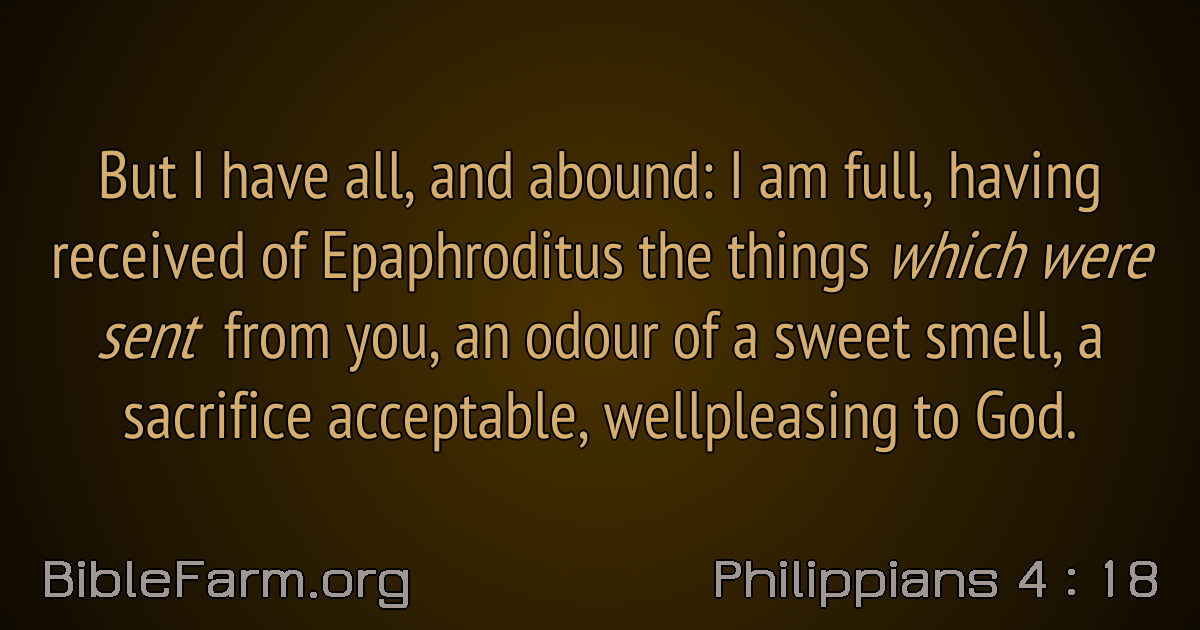 But I have all, and abound: I am full, having
received of Epaphroditus the things which were
sent from you, an odour of a sweet smell, a
sacrifice acceptable, wellpleasing to God.
BibleFarm.org
Philippians 4 : 18